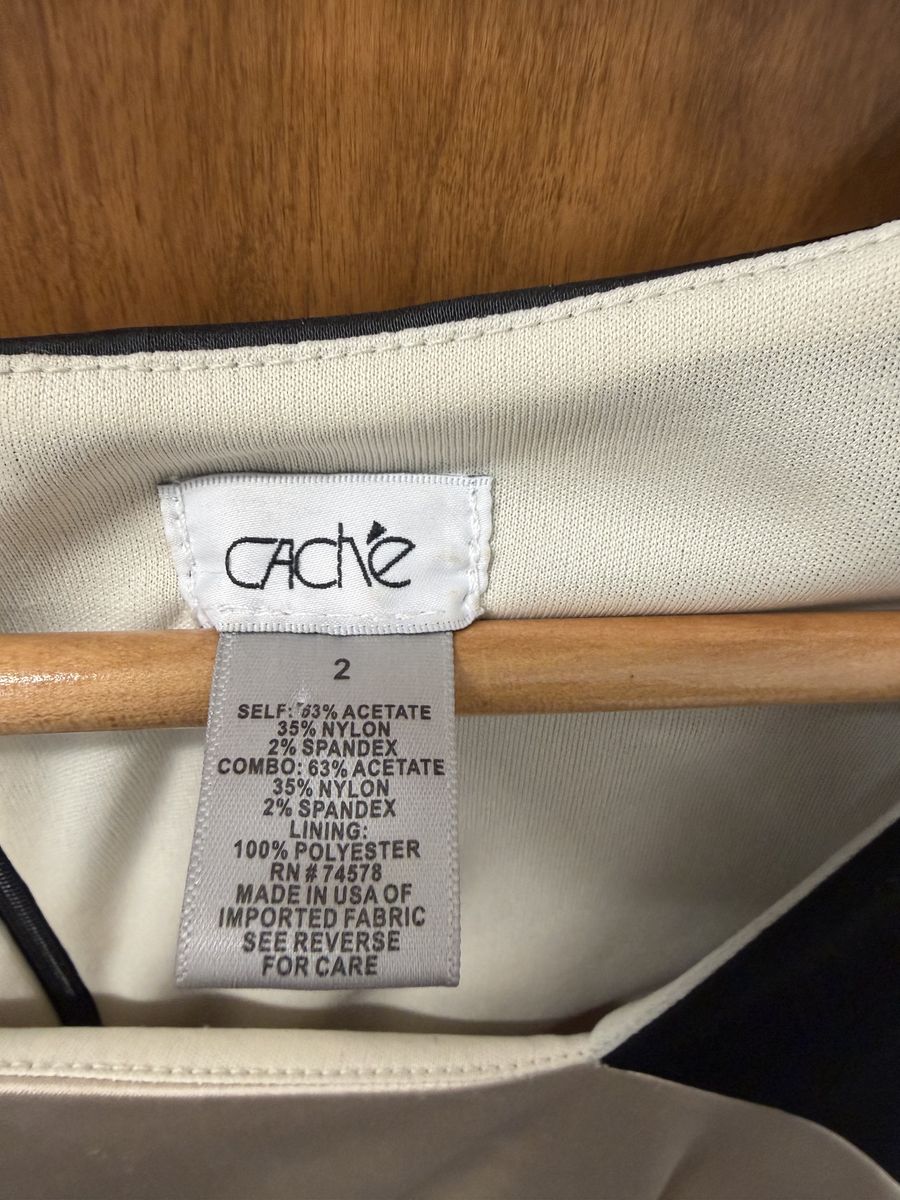 CAChé
2
SELF: 63% ACETATE
35% NYLON
2% SPANDEX
COMBO: 63% ACETATE
35% NYLON
2% SPANDEX
LINING:
100% POLYESTER
RN # 74578
MADE IN USA OF
IMPORTED FABRIC
SEE REVERSE
FOR CARE